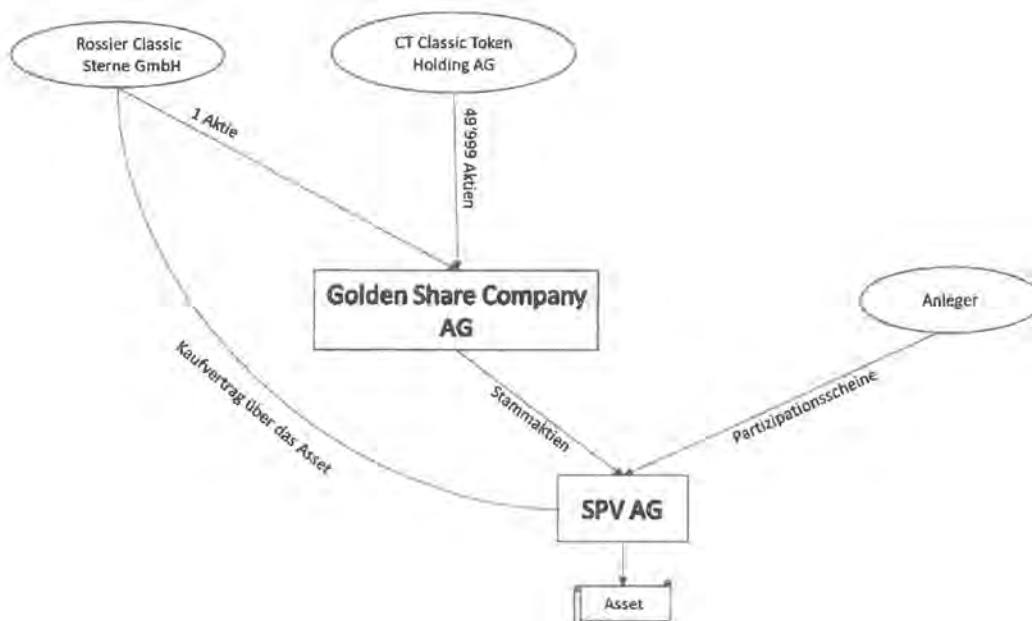 Rossier Classic
Sterne GmbH
CT Classic Token
Holding AG
1 Aktie
49'999 Aktien
Golden Share Company
AG
Anleger
Kaufvertrag über das Asset
Stammaktien
Partizipationsscheine
SPV AG
Asset